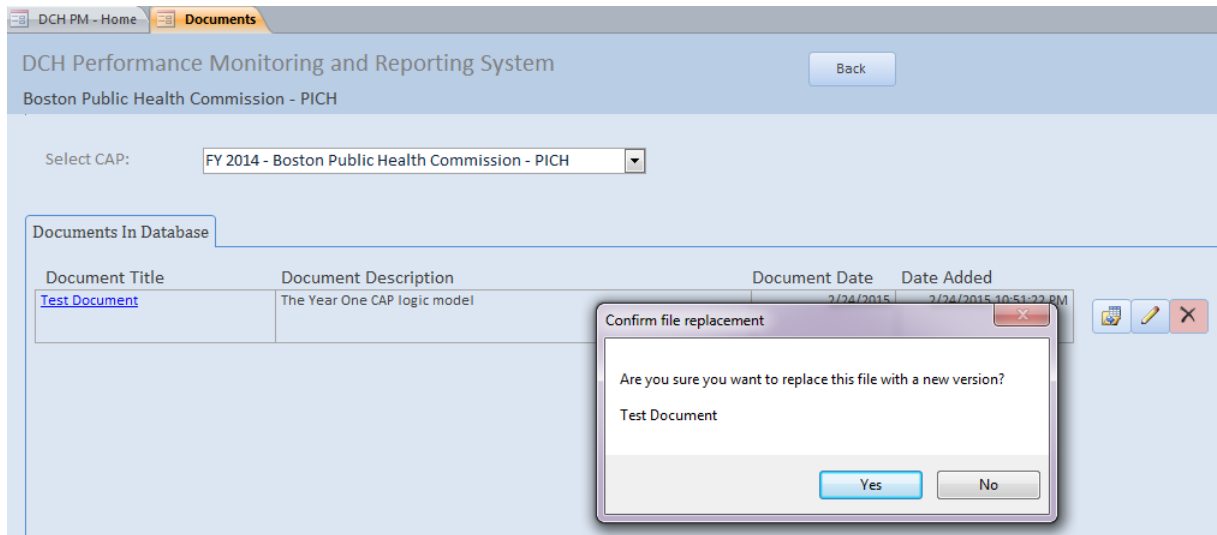 DCH PM - Home Documents
DCH Performance Monitoring and Reporting System
Back
Boston Public Health Commission - PICH
Select CAP: FY 2014 - Boston Public Health Commission - PICH
Documents In Database
Document Title Document Description Document Date Date Added
Test Document The Year One CAP logic model 2/24/2015 2/24/2015 10:51:22 PM
Confirm file replacement
Are you sure you want to replace this file with a new version?
Test Document
Yes No